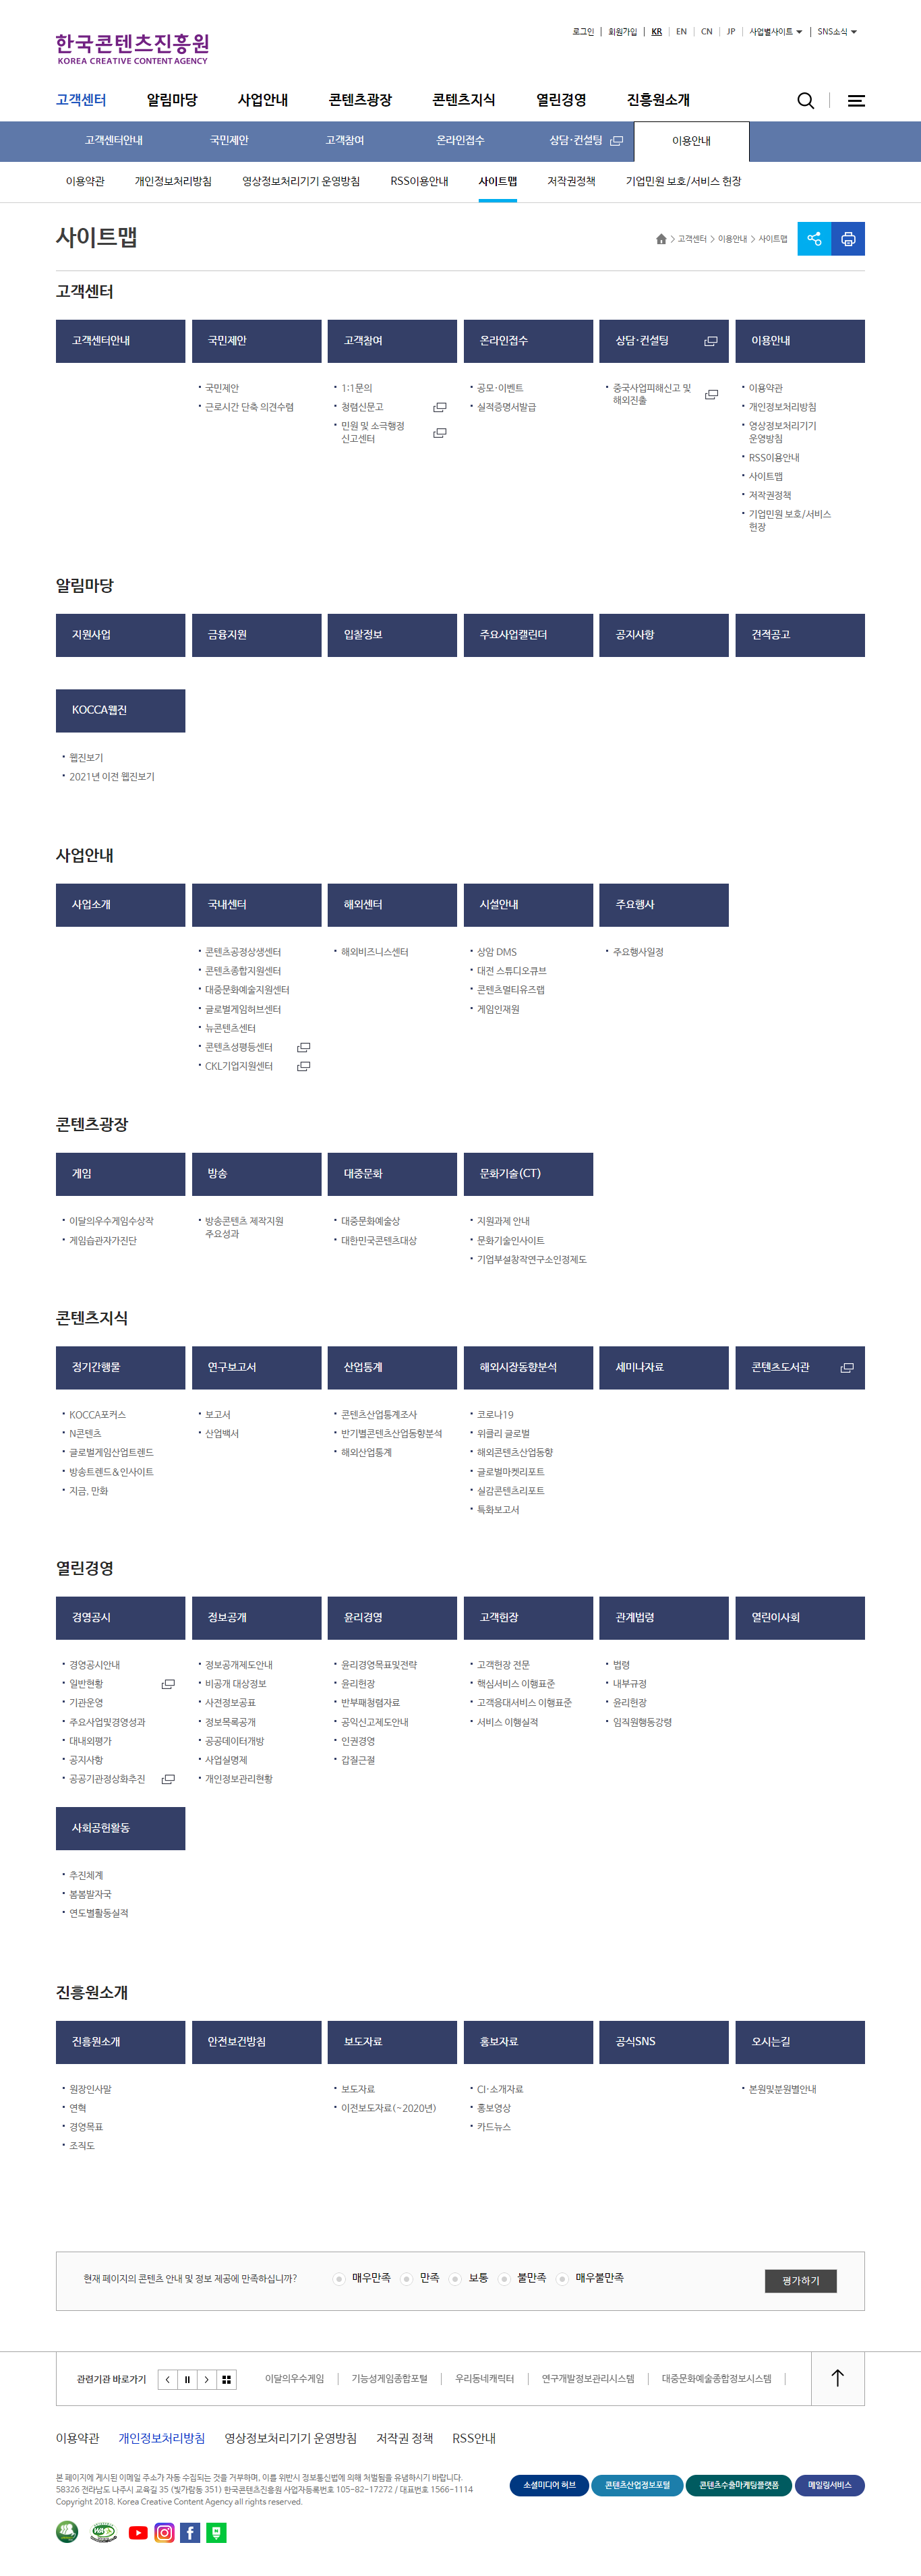 한국콘텐츠진흥원
KOREA CREATIVE CONTENT AGENCY
로그인 회원가입 KR EN CN JP 사업별사이트 SNS소식
고객센터 알림마당 사업안내 콘텐츠광장 콘텐츠지식 열린경영 진흥원소개
고객센터안내 국민제안 고객참여 온라인접수 상담·컨설팅 이용안내
이용약관 개인정보처리방침 영상정보처리기기 운영방침 RSS이용안내 사이트맵 저작권정책 기업민원 보호/서비스 헌장
사이트맵
고객센터 이용안내 사이트맵
고객센터
고객센터안내 국민제안 고객참여 온라인접수 상담·컨설팅 이용안내
국민제안
근로시간 단축 의견수렴
1:1문의
청렴신문고
민원 및 소극행정
신고센터
공모·이벤트
실적증명서발급
중국사업피해신고 및
해외진출
이용약관
개인정보처리방침
영상정보처리기기
운영방침
RSS이용안내
사이트맵
저작권정책
기업민원 보호/서비스
헌장
알림마당
지원사업 금융지원 입찰정보 주요사업캘린더 공지사항 견적공고
KOCCA웹진
웹진보기
2021년 이전 웹진보기
사업안내
사업소개 국내센터 해외센터 시설안내 주요행사
콘텐츠공정상생센터
콘텐츠종합지원센터
대중문화예술지원센터
글로벌게임허브센터
뉴콘텐츠센터
콘텐츠성평등센터
CKL기업지원센터
해외비즈니스센터
상암 DMS
대전 스튜디오큐브
콘텐츠멀티유즈랩
게임인재원
주요행사일정
콘텐츠광장
게임 방송 대중문화 문화기술(CT)
이달의우수게임수상작
게임습관자가진단
방송콘텐츠 제작지원
주요성과
대중문화예술상
대한민국콘텐츠대상
지원과제 안내
문화기술인사이트
기업부설창작연구소인정제도
콘텐츠지식
정기간행물 연구보고서 산업통계 해외시장동향분석 세미나자료 콘텐츠도서관
KOCCA포커스
N콘텐츠
글로벌게임산업트렌드
방송트렌드&인사이트
지금, 만화
보고서
산업백서
콘텐츠산업통계조사
반기별콘텐츠산업동향분석
해외산업통계
코로나19
위클리 글로벌
해외콘텐츠산업동향
글로벌마켓리포트
실감콘텐츠리포트
특화보고서
열린경영
경영공시 정보공개 윤리경영 고객헌장 관계법령 열린이사회
경영공시안내
일반현황
기관운영
주요사업및경영성과
대내외평가
공지사항
공공기관정상화추진
정보공개제도안내
비공개 대상정보
사전정보공표
정보목록공개
공공데이터개방
사업실명제
개인정보관리현황
윤리경영목표및전략
윤리헌장
반부패청렴자료
공익신고제도안내
인권경영
갑질근절
고객헌장 전문
핵심서비스 이행표준
고객응대서비스 이행표준
서비스 이행실적
법령
내부규정
윤리헌장
임직원행동강령
사회공헌활동
추진체계
봄봄발자국
연도별활동실적
진흥원소개
진흥원소개 안전보건방침 보도자료 홍보자료 공식SNS 오시는길
원장인사말
연혁
경영목표
조직도
보도자료
이전보도자료(~2020년)
CI·소개자료
홍보영상
카드뉴스
본원및분원별안내
현재 페이지의 콘텐츠 안내 및 정보 제공에 만족하십니까? 매우만족 만족 보통 불만족 매우불만족 평가하기
관련기관 바로가기 이달의우수게임 기능성게임종합포털 우리동네캐릭터 연구개발정보관리시스템 대중문화예술종합정보시스템
이용약관 개인정보처리방침 영상정보처리기기 운영방침 저작권 정책 RSS안내
본 페이지에 게시된 이메일 주소가 자동 수집되는 것을 거부하며, 이를 위반시 정보통신법에 의해 처벌됨을 유념하시기 바랍니다.
58326 전라남도 나주시 교육길 35 (빛가람동 351) 한국콘텐츠진흥원 사업자등록번호 105-82-17272 / 대표번호 1566-1114
Copyright 2018. Korea Creative Content Agency all rights reserved.
소셜미디어 허브 콘텐츠산업정보포털 콘텐츠수출마케팅플랫폼 메일링서비스